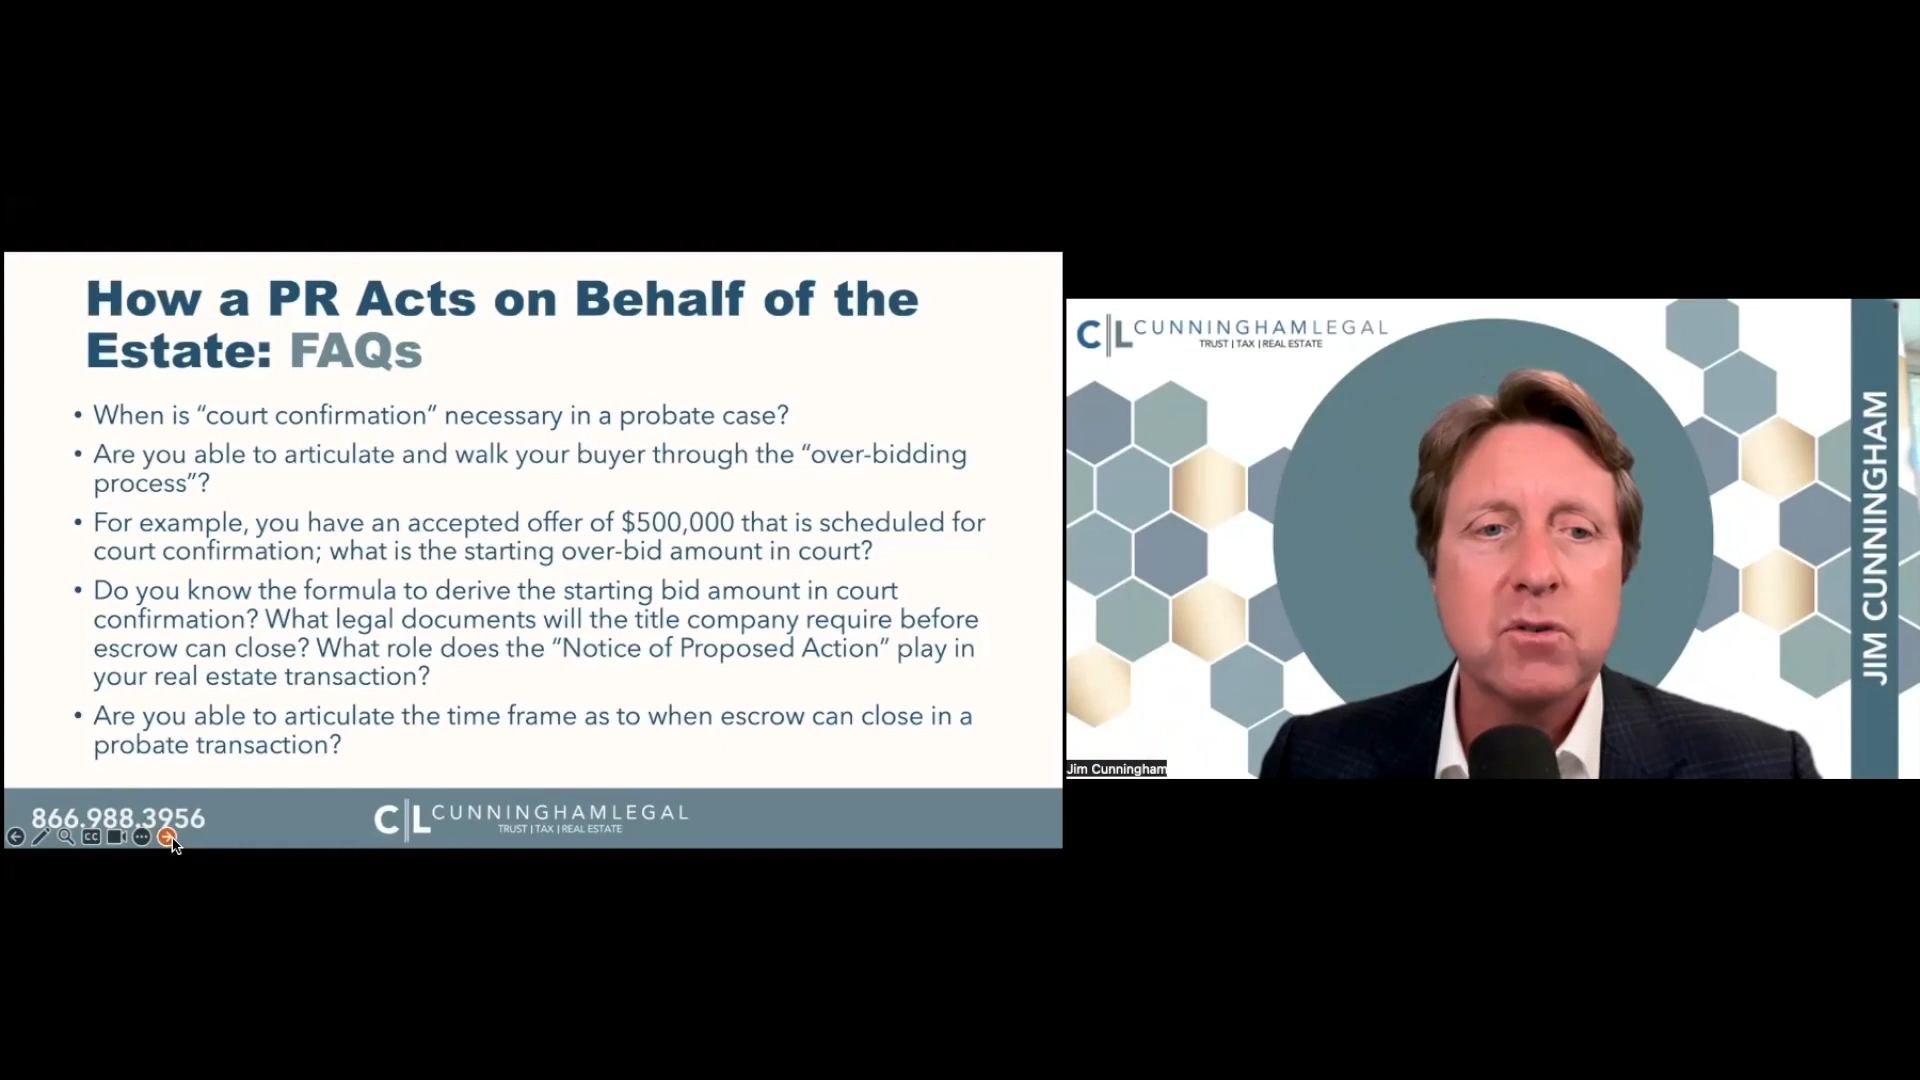 How a PR Acts on Behalf of the
Estate: FAQs
• When is “court confirmation” necessary in a probate case?
• Are you able to articulate and walk your buyer through the “over-bidding
process”?
• For example, you have an accepted offer of $500,000 that is scheduled for
court confirmation; what is the starting over-bid amount in court?
• Do you know the formula to derive the starting bid amount in court
confirmation? What legal documents will the title company require before
escrow can close? What role does the “Notice of Proposed Action” play in
your real estate transaction?
• Are you able to articulate the time frame as to when escrow can close in a
probate transaction?
866.988.3956
CC
CL CUNNINGHAMLEGAL
TRUST | TAX | REAL ESTATE
CL CUNNINGHAMLEGAL
TRUST | TAX | REAL ESTATE
JIM CUNNINGHAM
Jim Cunningham